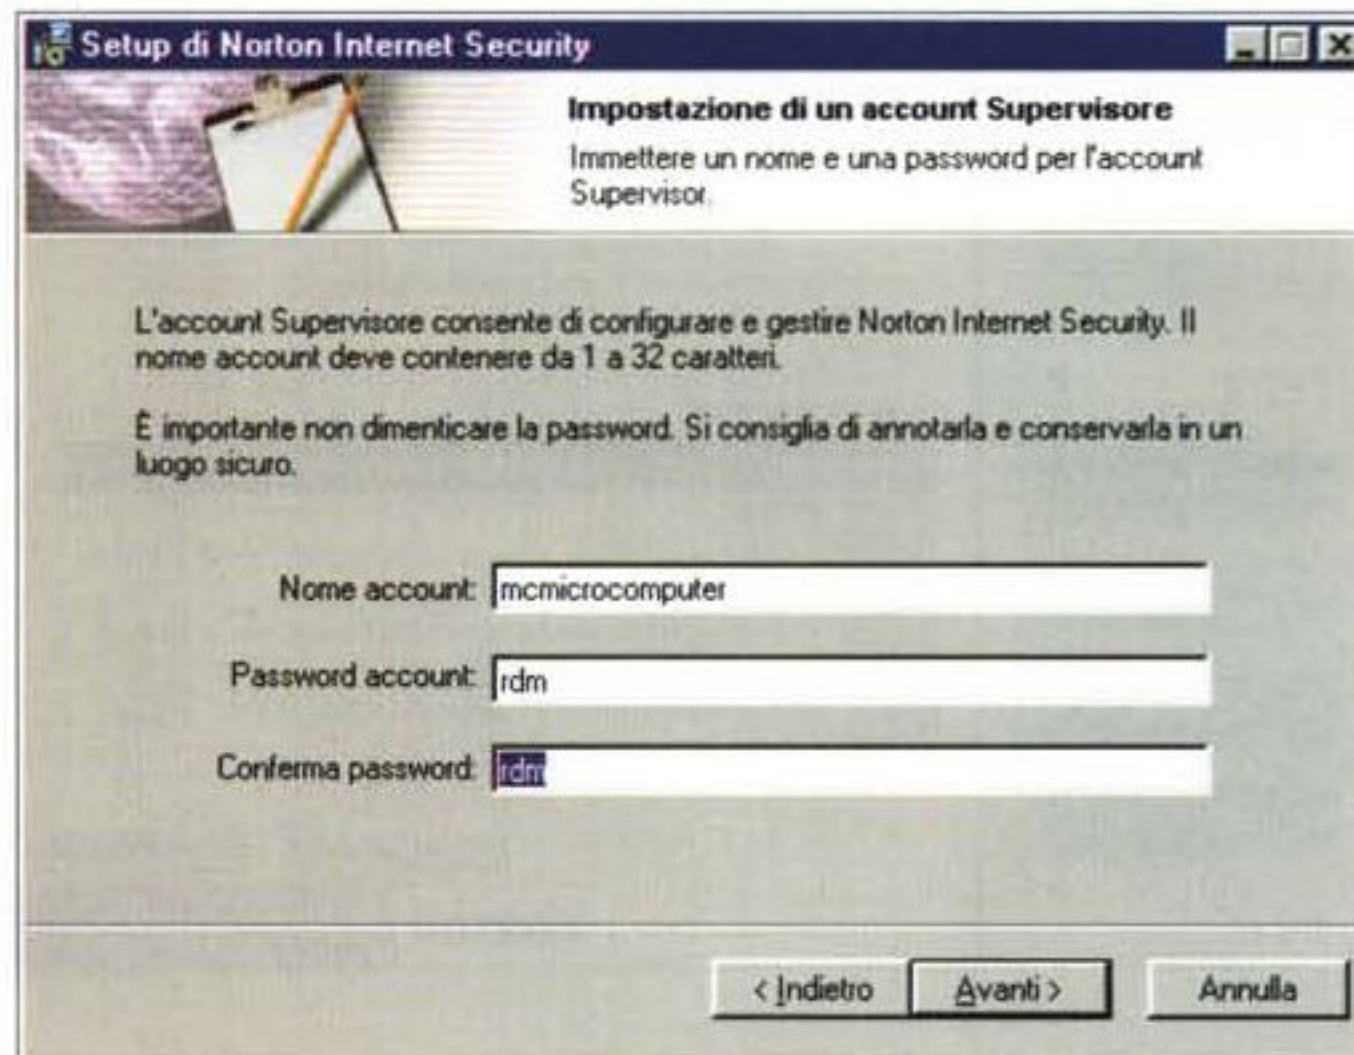 Setup di Norton Internet Security
Impostazione di un account Supervisore
Immettere un nome e una password per l'account
Supervisor.
L'account Supervisore consente di configurare e gestire Norton Internet Security. Il
nome account deve contenere da 1 a 32 caratteri.
È importante non dimenticare la password. Si consiglia di annotarla e conservarla in un
luogo sicuro.
Nome account: mcmicrocomputer
Password account: rdm
Conferma password: rdm
< Indietro
Avanti >
Annulla